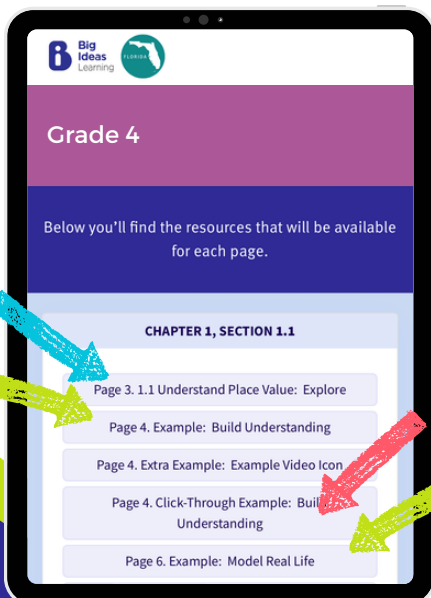 Big
Ideas
Learning
FLORIDA
Grade 4
Below you’ll find the resources that will be available
for each page.
CHAPTER 1, SECTION 1.1
Page 3. 1.1 Understand Place Value: Explore
Page 4. Example: Build Understanding
Page 4. Extra Example: Example Video Icon
Page 4. Click-Through Example: Build
Understanding
Page 6. Example: Model Real Life